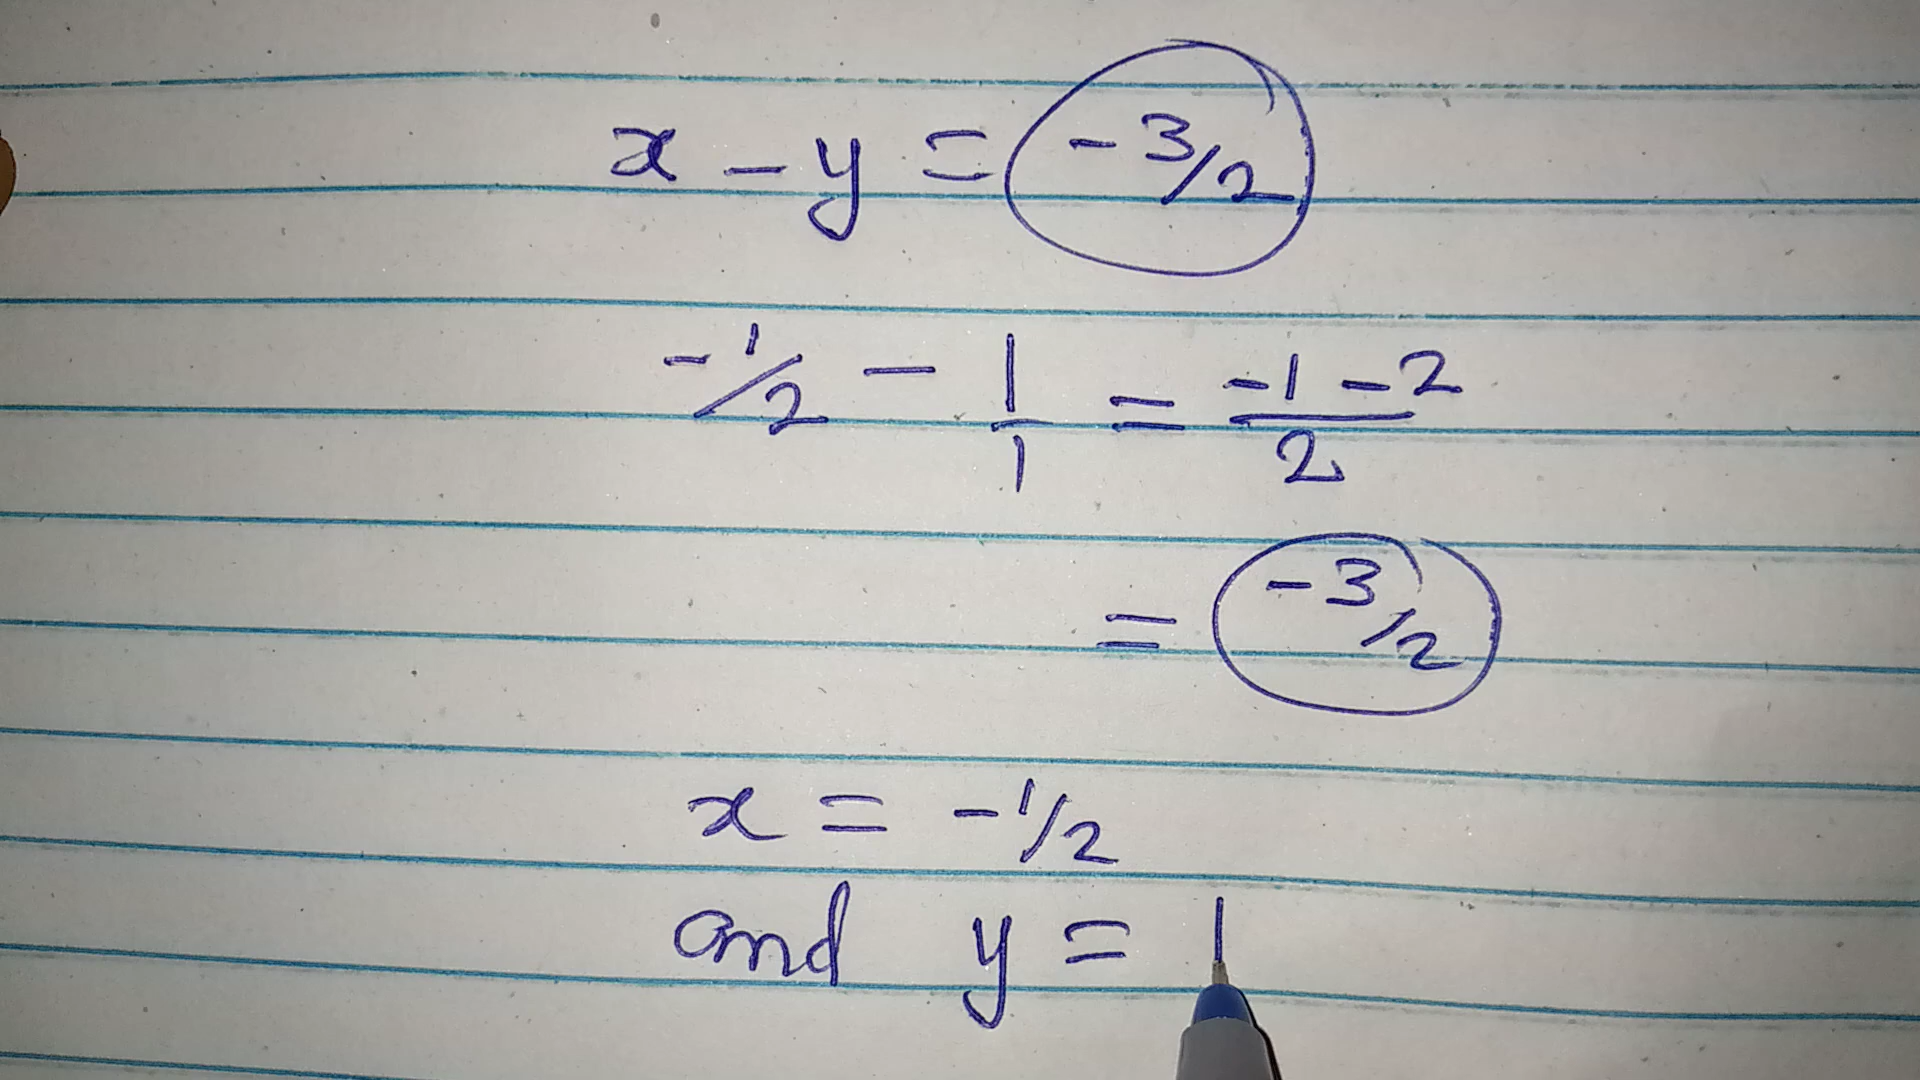 x - y = -3/2
-1/2 - 1/1 = -1-2/2
= -3/2
x = -1/2
and y = 1